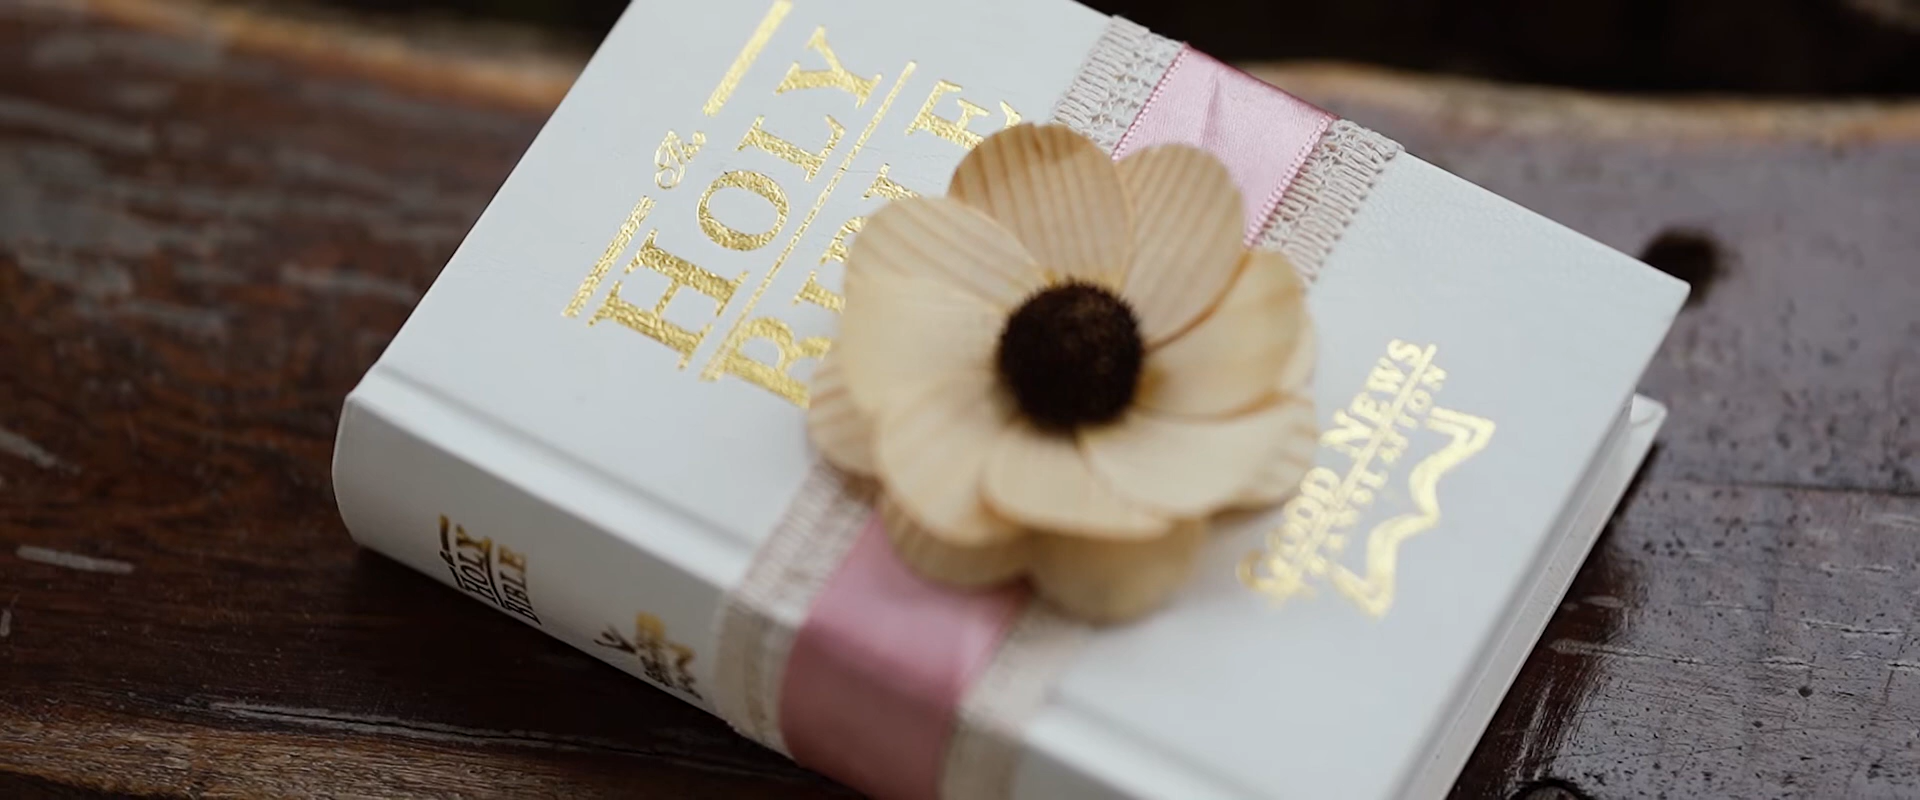 The
HOLY
BIBLE
GOOD NEWS
TRANSLATION
HOLY
BIBLE